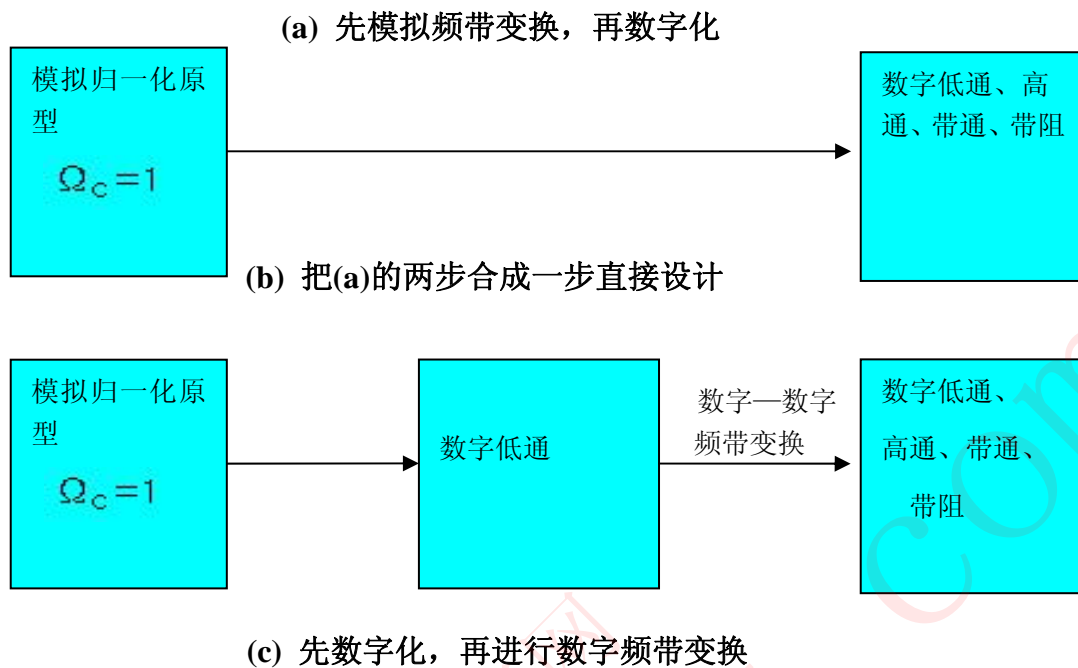 (a) 先模拟频带变换，再数字化
模拟归一化原
型
Ωc=1
数字低通、高
通、带通、带阻
(b) 把(a)的两步合成一步直接设计
模拟归一化原
型
Ωc=1
数字低通
数字—数字
频带变换
数字低通、
高通、带通、
带阻
(c) 先数字化，再进行数字频带变换
com
网